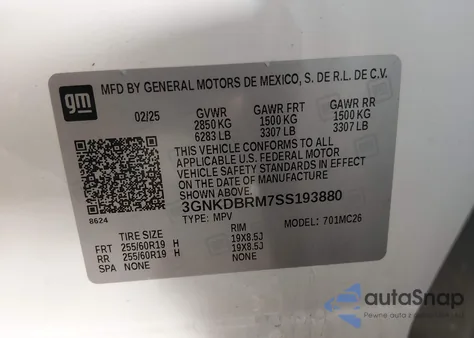 gm
MFD BY GENERAL MOTORS DE MEXICO, S. DE R.L. DE C.V.
02/25 GVWR GAWR FRT GAWR RR
2850 KG 1500 KG 1500 KG
6283 LB 3307 LB 3307 LB
THIS VEHICLE CONFORMS TO ALL
APPLICABLE U.S. FEDERAL MOTOR
VEHICLE SAFETY STANDARDS IN EFFECT
ON THE DATE OF MANUFACTURE
SHOWN ABOVE.
3GNKDBRM7SS193880
8624 TYPE: MPV
MODEL: 701MC26
TIRE SIZE RIM
FRT 255/60R19 H 19X8.5J
RR 255/60R19 H 19X8.5J
SPA NONE NONE
autoSnap
Pewne auta z